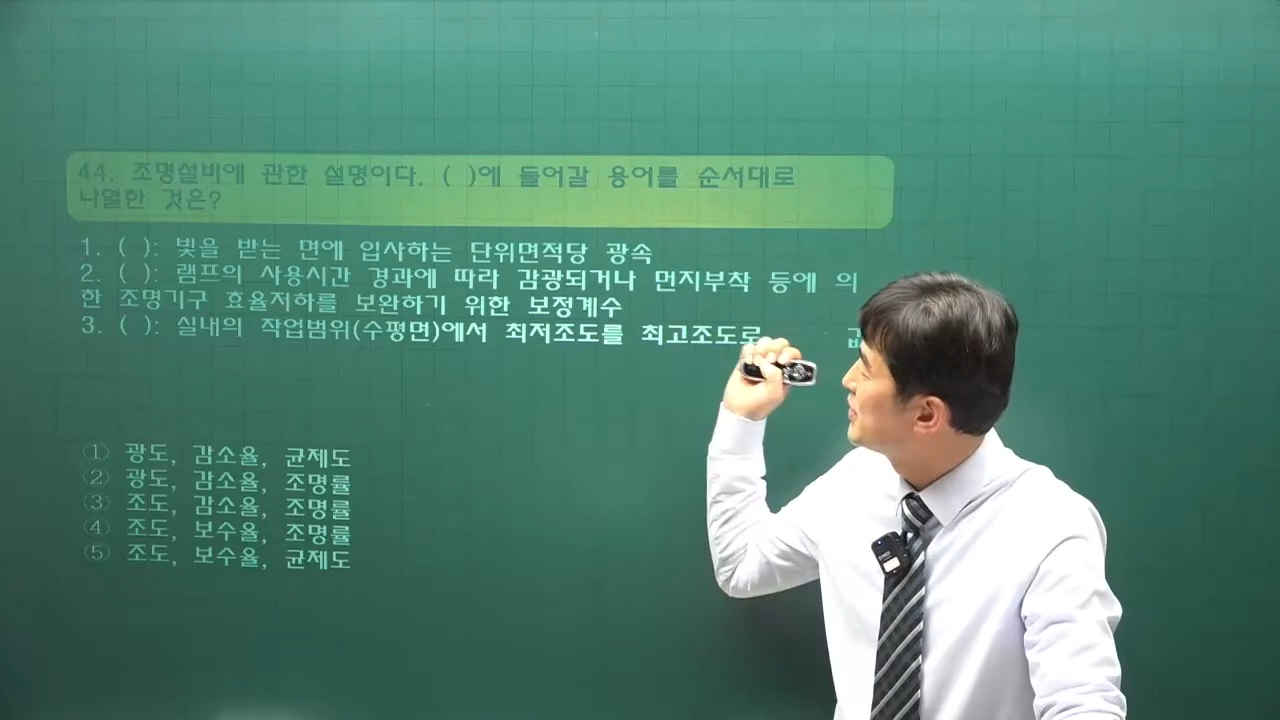 44. 조명설비에 관한 설명이다. ( )에 들어갈 용어를 순서대로
나열한 것은?
1. ( ): 빛을 받는 면에 입사하는 단위면적당 광속
2. ( ): 램프의 사용시간 경과에 따라 감광되거나 먼지부착 등에 의
한 조명기구 효율저하를 보완하기 위한 보정계수
3. ( ): 실내의 작업범위(수평면)에서 최저조도를 최고조도로
① 광도, 감소율, 균제도
② 광도, 감소율, 조명률
③ 조도, 감소율, 조명률
④ 조도, 보수율, 조명률
⑤ 조도, 보수율, 균제도